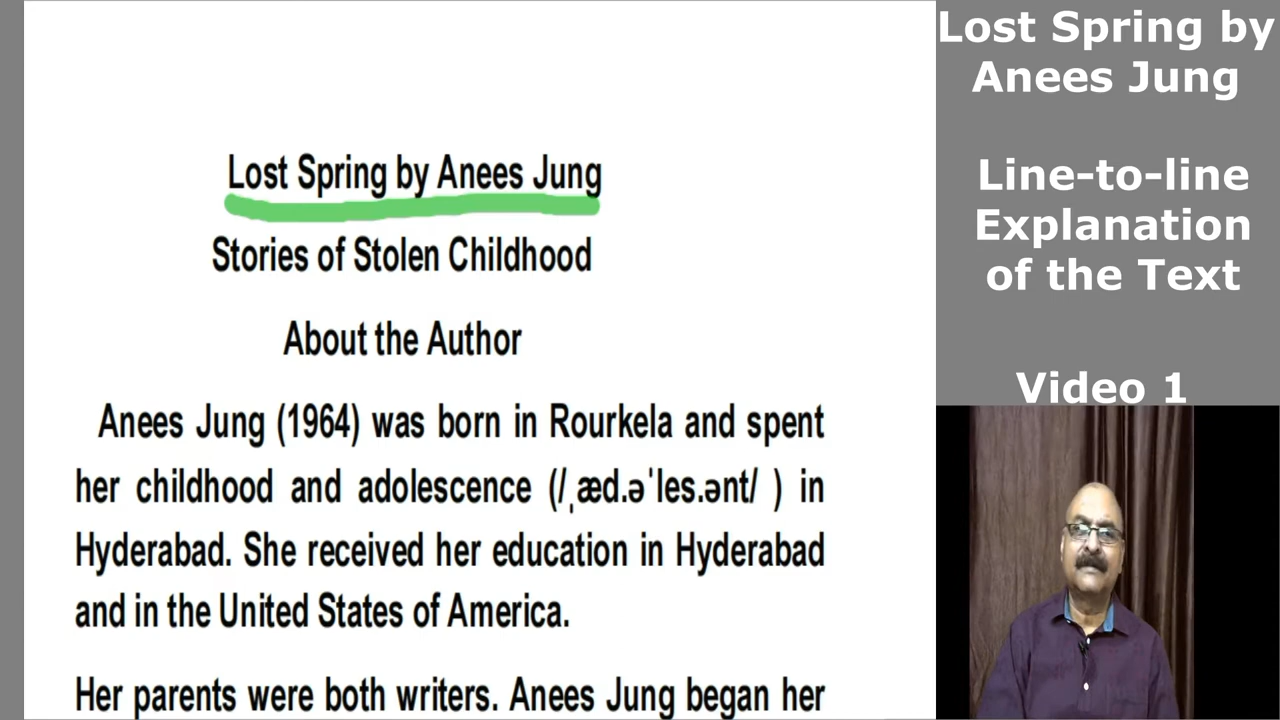 Lost Spring by Anees Jung
Stories of Stolen Childhood
About the Author
Anees Jung (1964) was born in Rourkela and spent
her childhood and adolescence (/ˌæd.əˈles.ənt/ ) in
Hyderabad. She received her education in Hyderabad
and in the United States of America.
Her parents were both writers. Anees Jung began her
Lost Spring by
Anees Jung
Line-to-line
Explanation
of the Text
Video 1